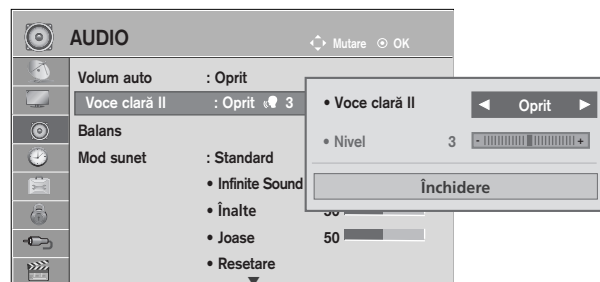 AUDIO
Mutare OK
Volum auto : Oprit
Voce clară II : Oprit 3
Balans
Mod sunet : Standard
• Infinite Sound
• Înalte
• Joase 50
• Resetare
• Voce clară II Oprit
• Nivel 3 - +
Închidere